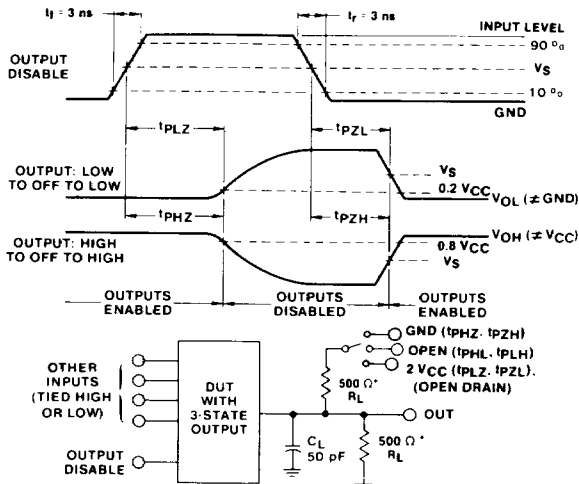 tf = 3 ns
tr = 3 ns
INPUT LEVEL
90 %
OUTPUT DISABLE
VS
10 %
GND
tPLZ
tPZL
VS
OUTPUT: LOW TO OFF TO LOW
0.2 VCC
VOL (≠ GND)
tPHZ
tPZH
VOH (≠ VCC)
OUTPUT: HIGH TO OFF TO HIGH
0.8 VCC
VS
OUTPUTS ENABLED
OUTPUTS DISABLED
OUTPUTS ENABLED
GND (tPHZ, tPZH)
OPEN (tPHL, tPLH)
2 VCC (tPLZ, tPZL).
(OPEN DRAIN)
OTHER INPUTS (TIED HIGH OR LOW)
DUT WITH 3-STATE OUTPUT
500 Ω*
RL
OUT
CL
50 pF
500 Ω*
RL
OUTPUT DISABLE